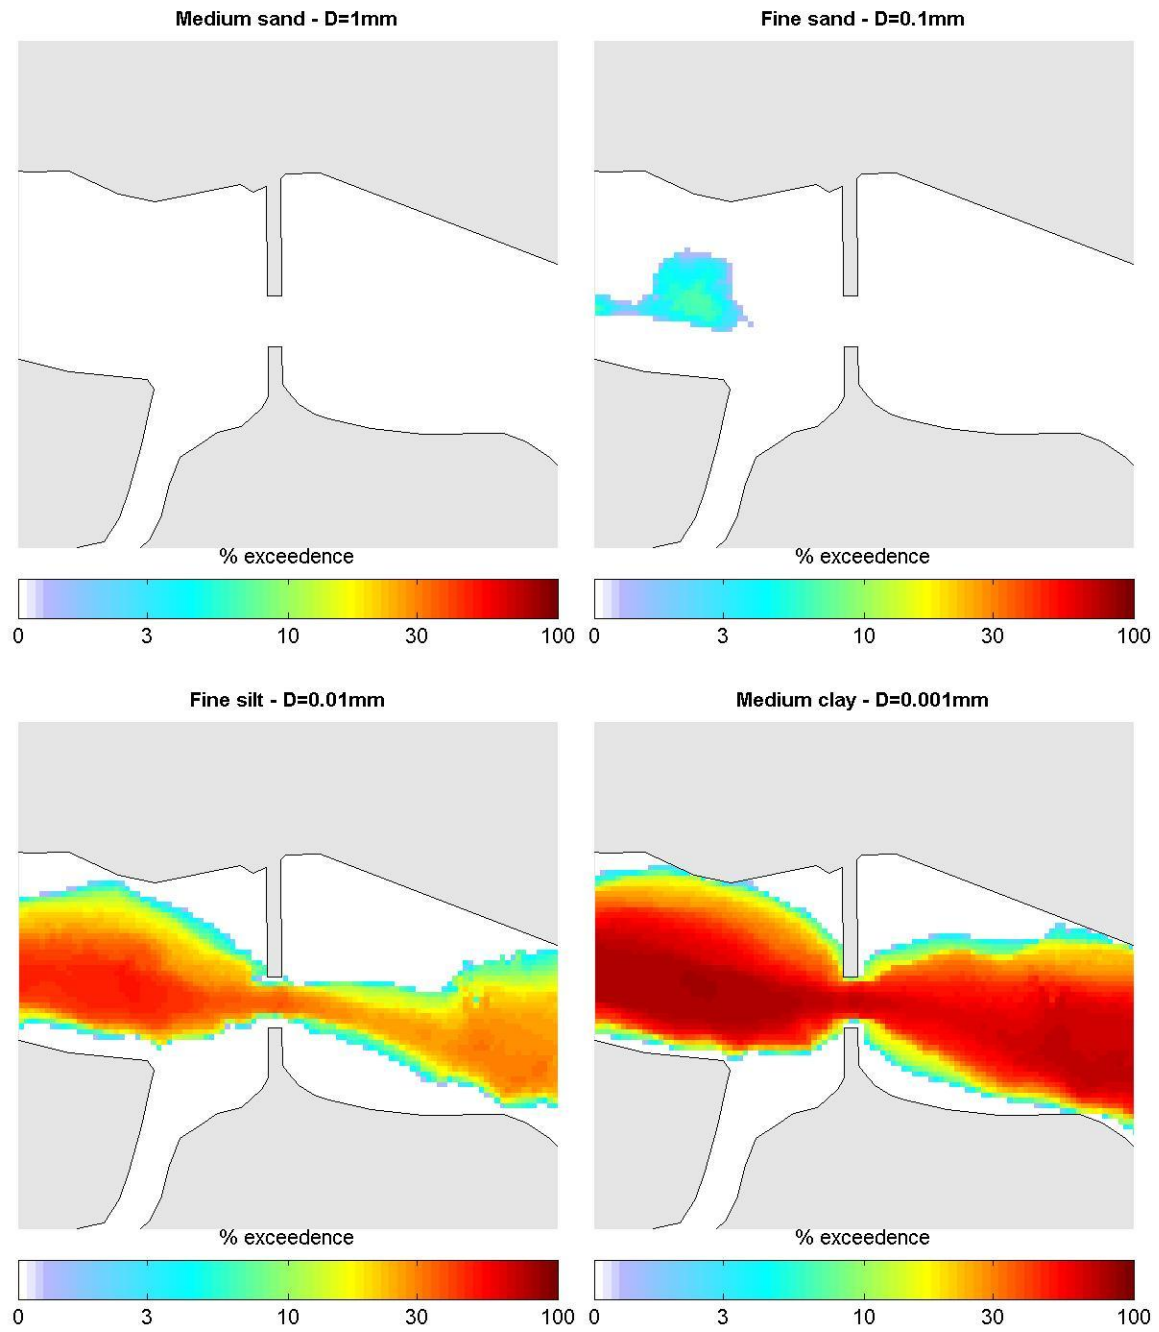 Medium sand - D=1mm
Fine sand - D=0.1mm
% exceedence
% exceedence
0 3 10 30 100
0 3 10 30 100
Fine silt - D=0.01mm
Medium clay - D=0.001mm
% exceedence
% exceedence
0 3 10 30 100
0 3 10 30 100